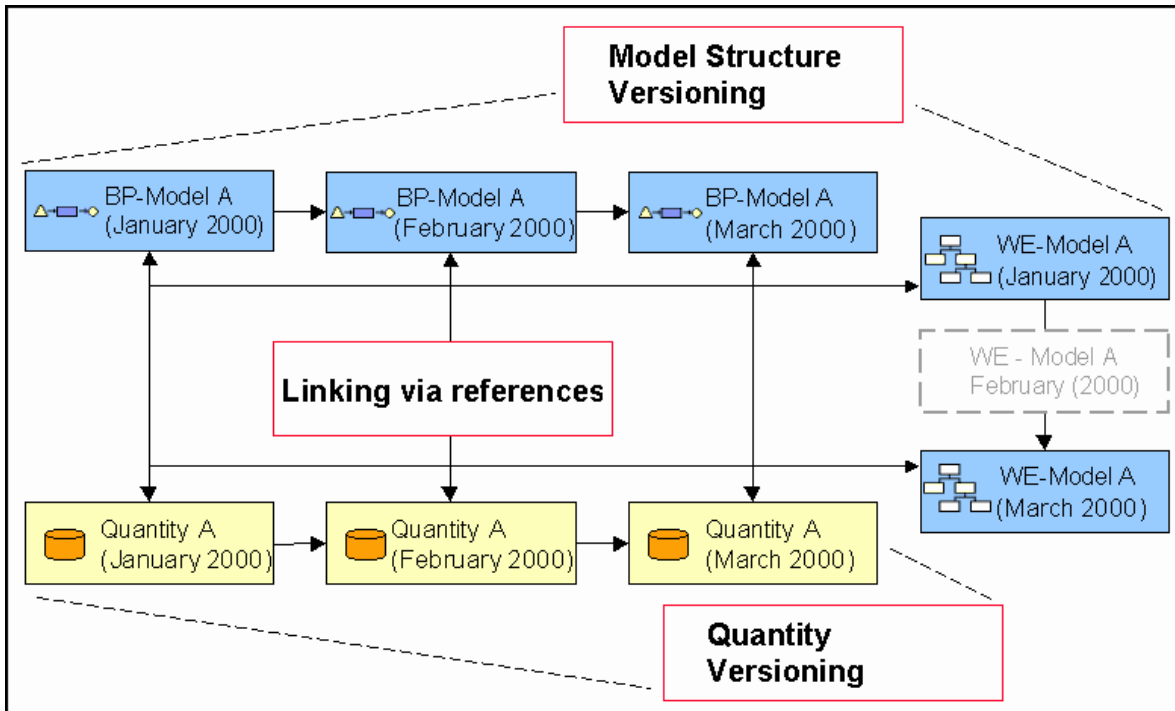 Model Structure
Versioning
BP-Model A
(January 2000)
BP-Model A
(February 2000)
BP-Model A
(March 2000)
WE-Model A
(January 2000)
WE - Model A
February (2000)
Linking via references
WE-Model A
(March 2000)
Quantity A
(January 2000)
Quantity A
(February 2000)
Quantity A
(March 2000)
Quantity
Versioning